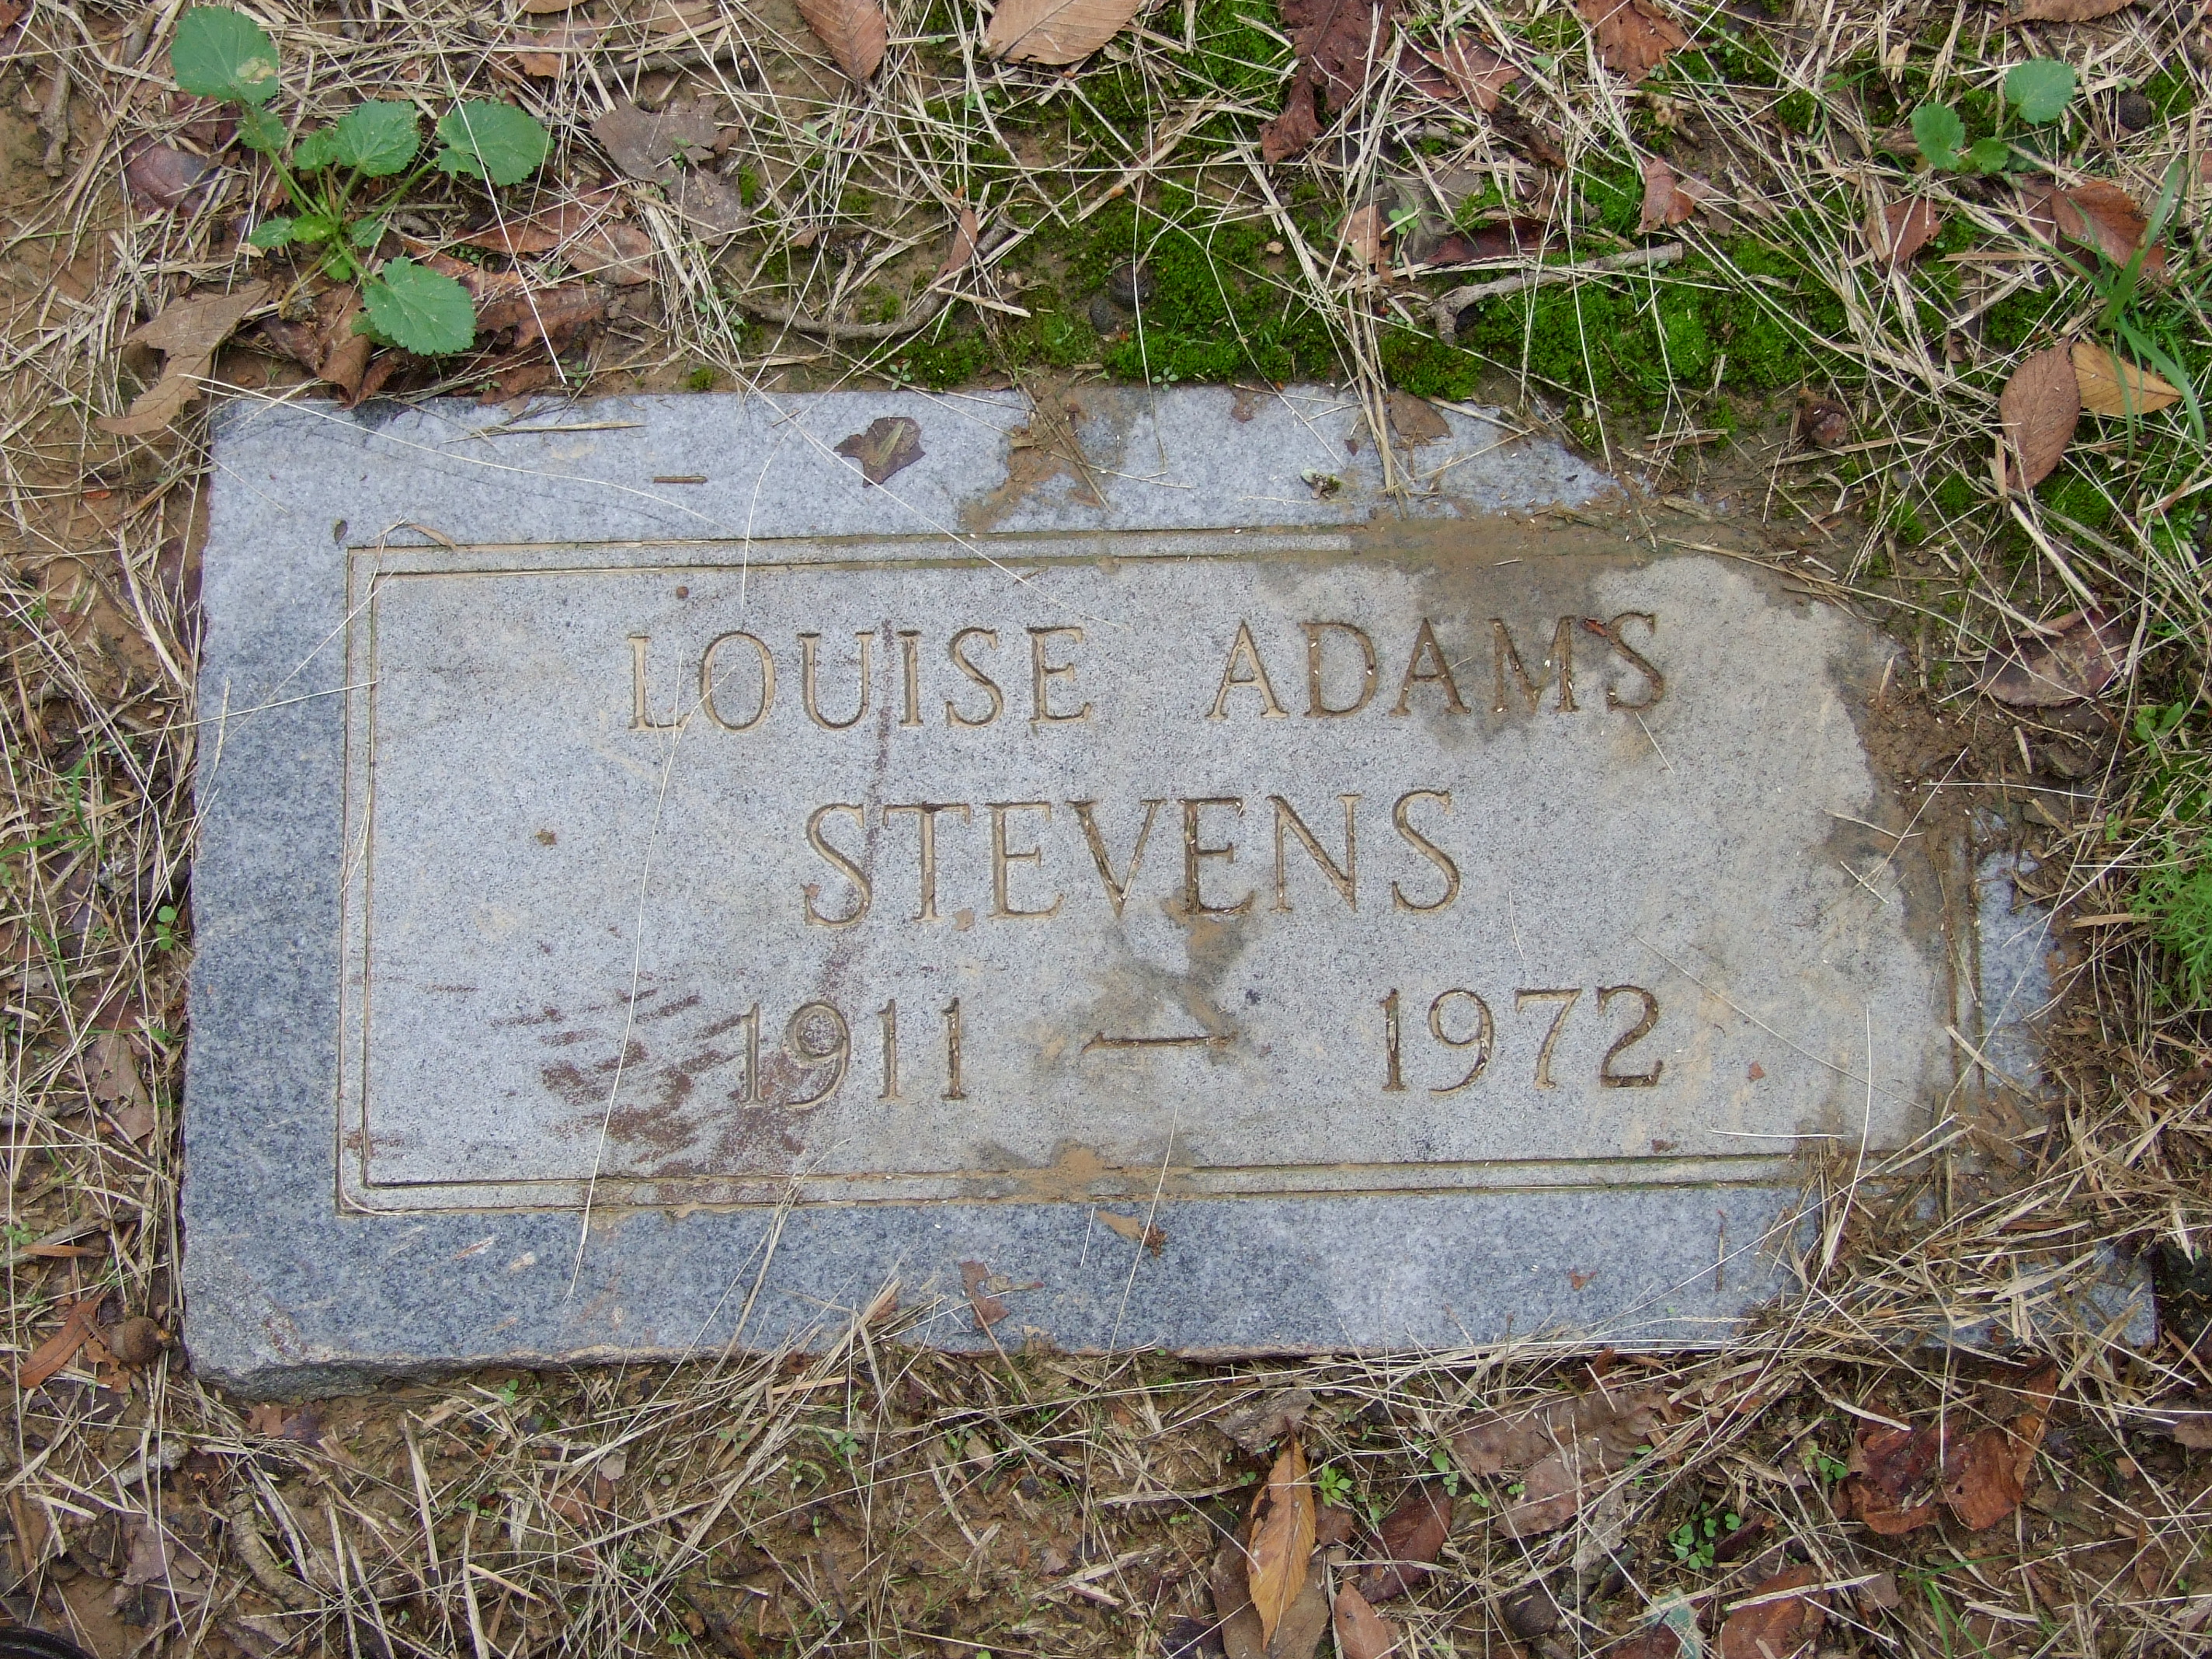 LOUISE ADAMS
STEVENS
1911 — 1972